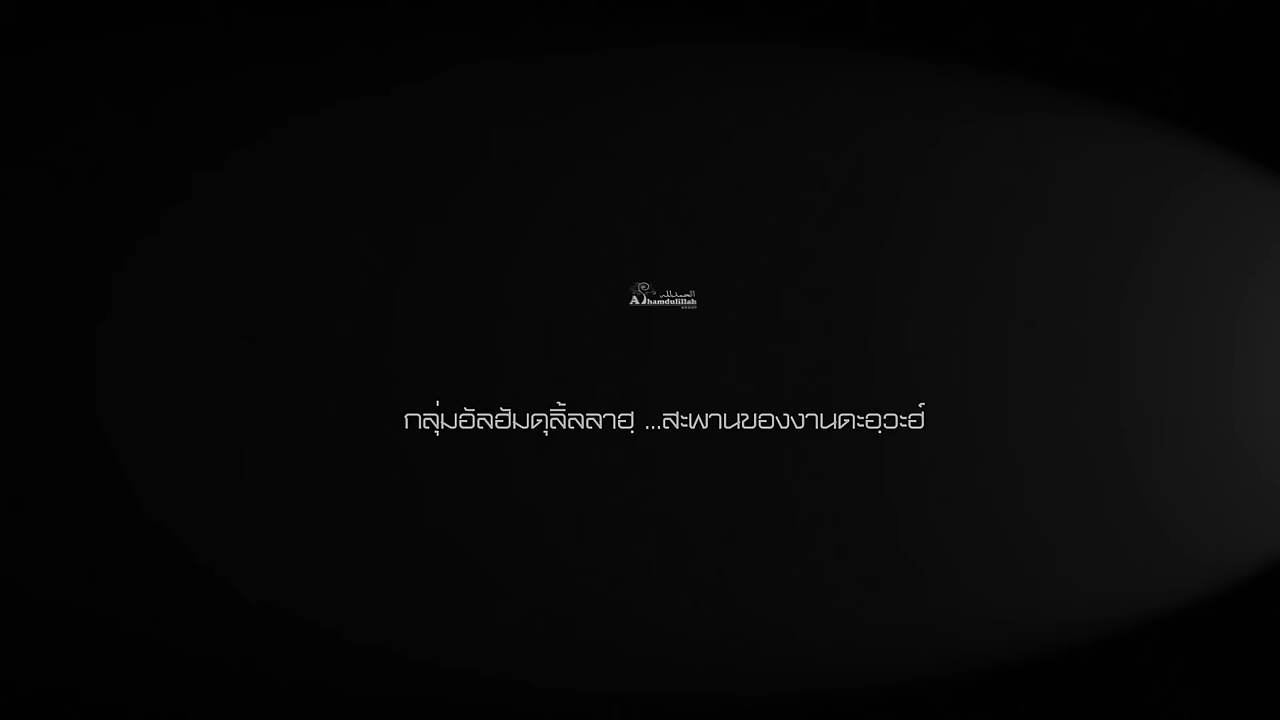 الحمدلله
Alhamdulillah
กลุ่มอัลฮัมดุลิ้ลลาฮฺ ...สะพานของงานดะอฺวะฮ์